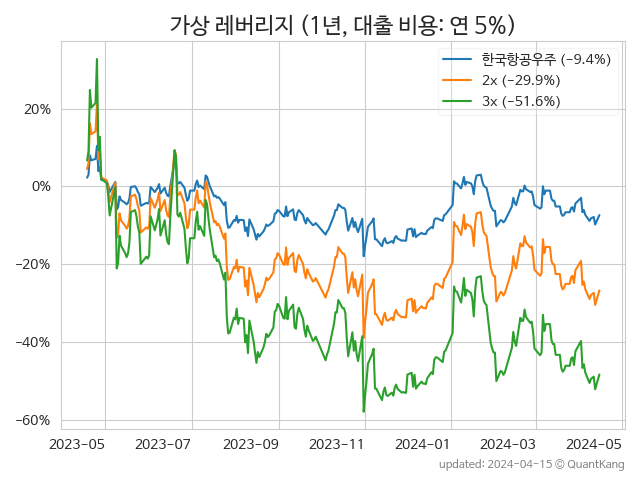 가상 레버리지 (1년, 대출 비용: 연 5%)
한국항공우주 (−9.4%)
2x (−29.9%)
3x (−51.6%)
20%
0%
−20%
−40%
−60%
2023-05 2023-07 2023-09 2023-11 2024-01 2024-03 2024-05
updated: 2024-04-15 © QuantKang